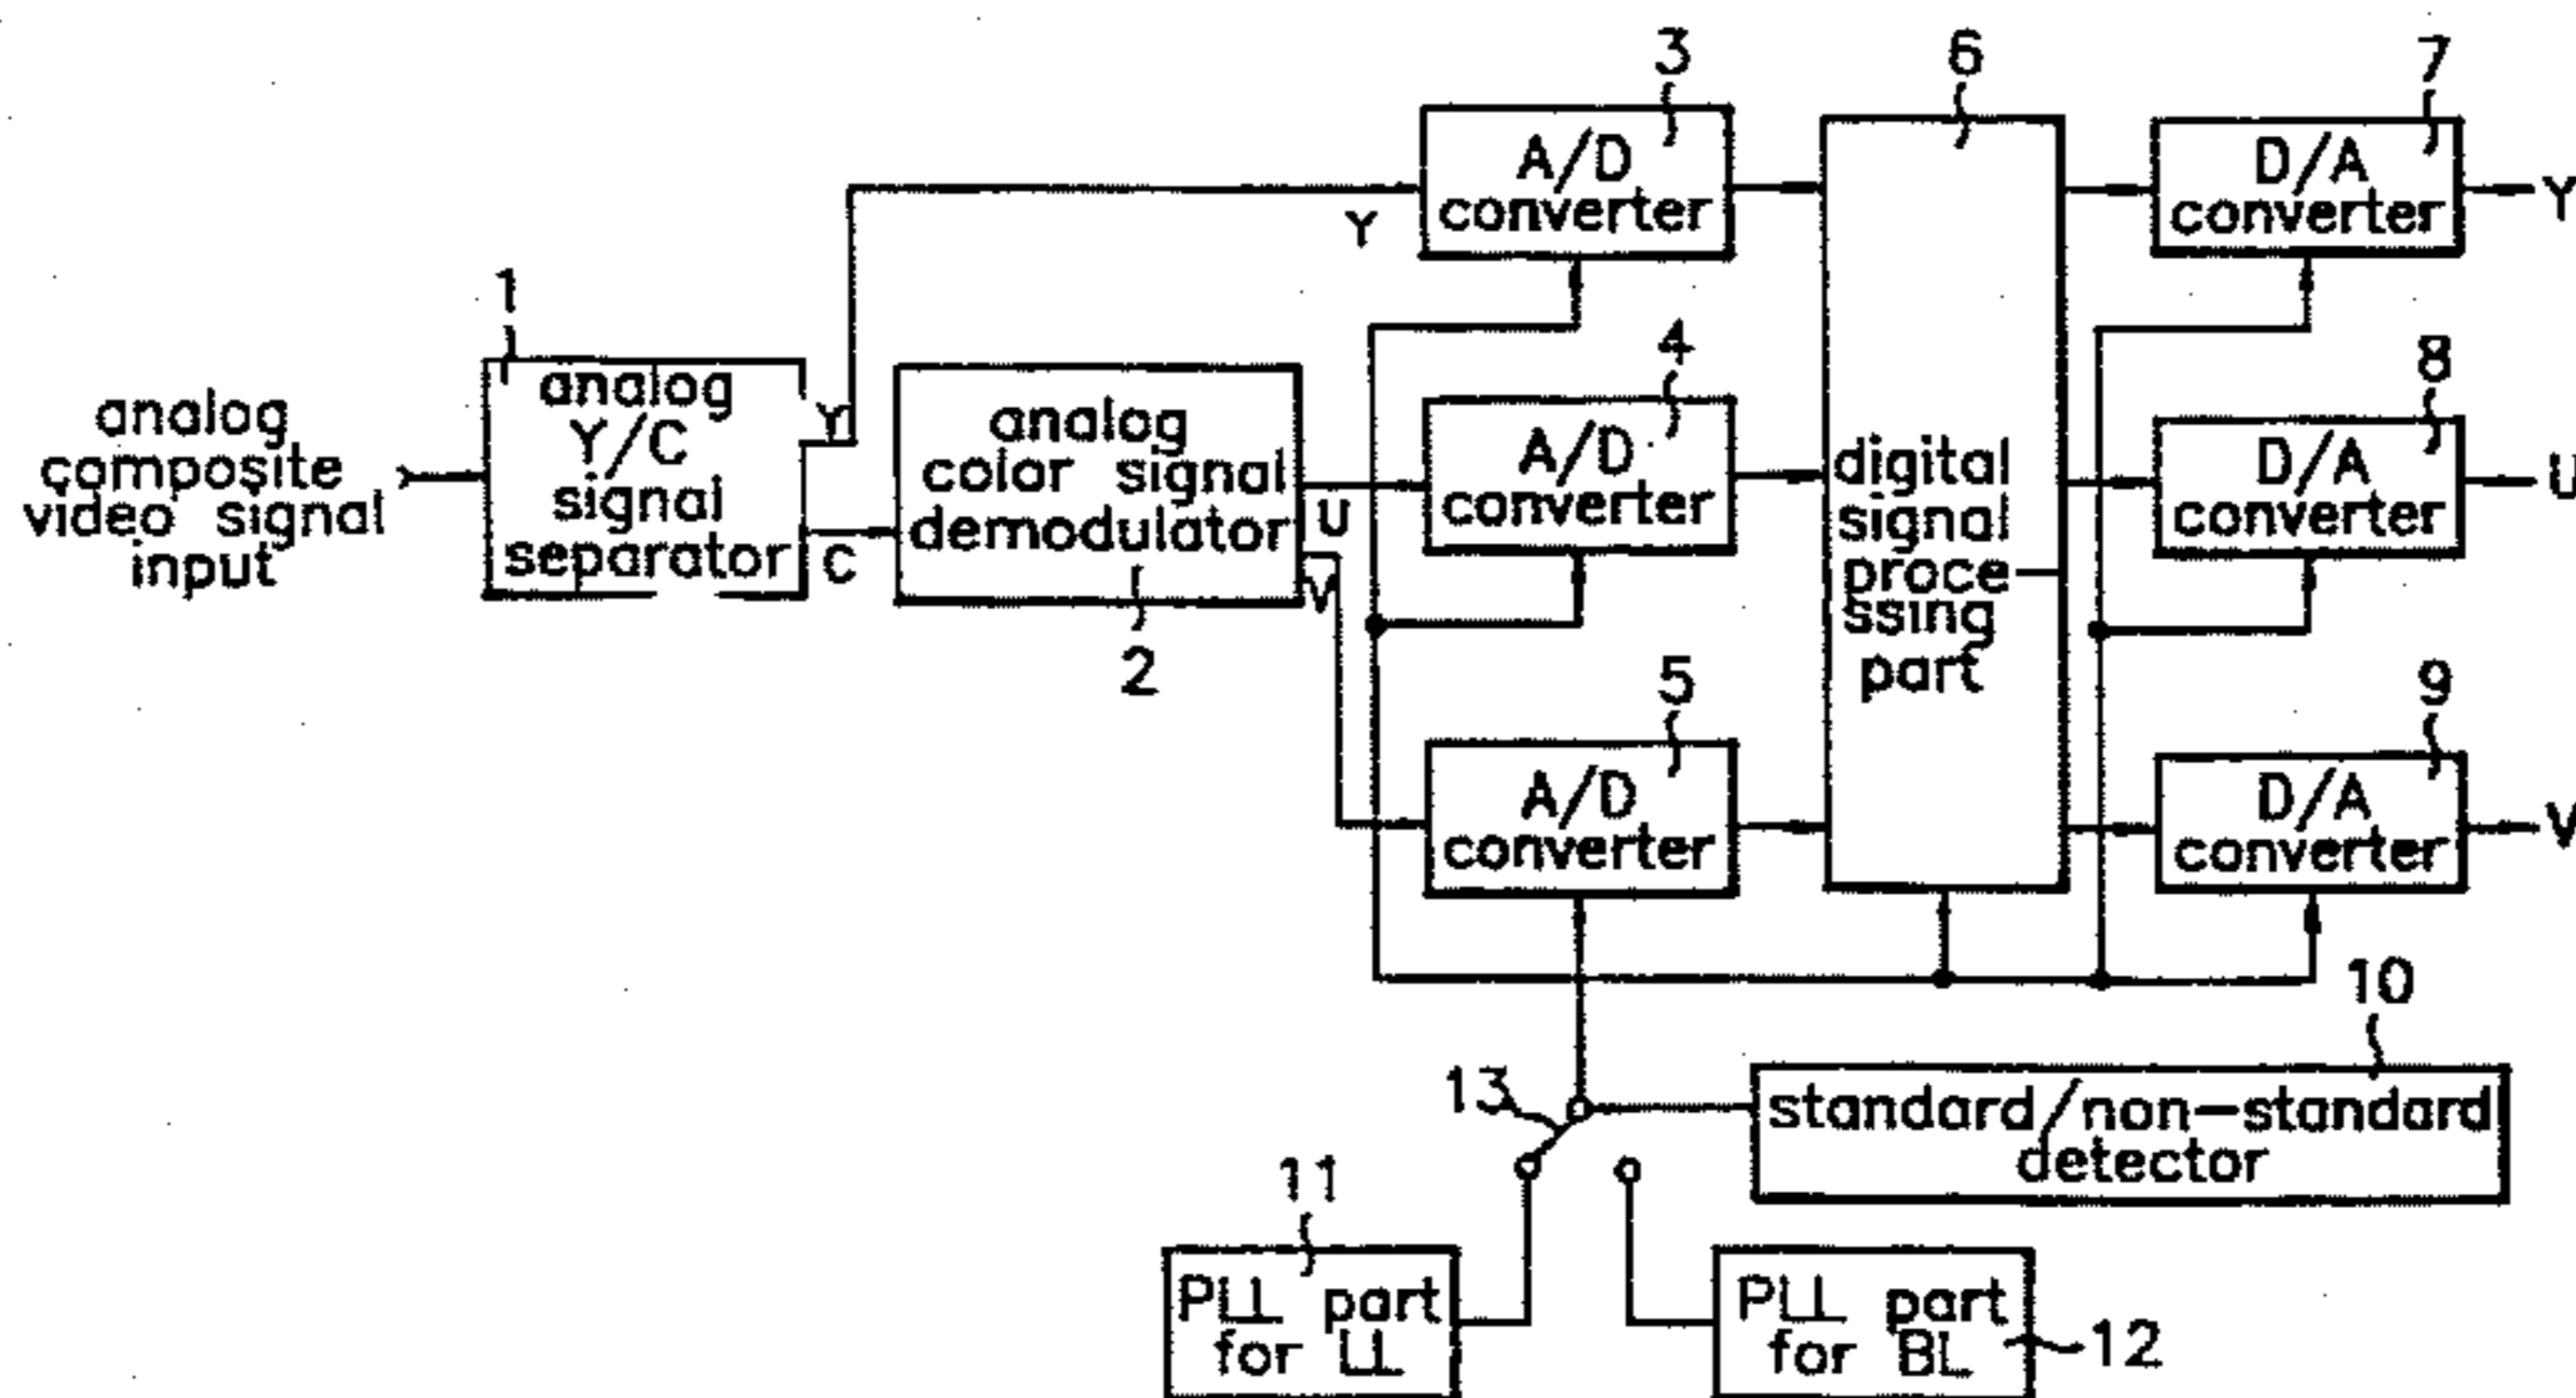 analog
composite
video signal
input
1
analog
Y/C
signal
separator
Y
C
analog
color signal
demodulator
2
U
V
Y
3
A/D
converter
4
A/D
converter
5
A/D
converter
6
digital
signal
proce-
ssing
part
7
D/A
converter
Y
8
D/A
converter
U
9
D/A
converter
V
10
standard/non-standard
detector
13
11
PLL part
for LL
PLL part
for BL
12